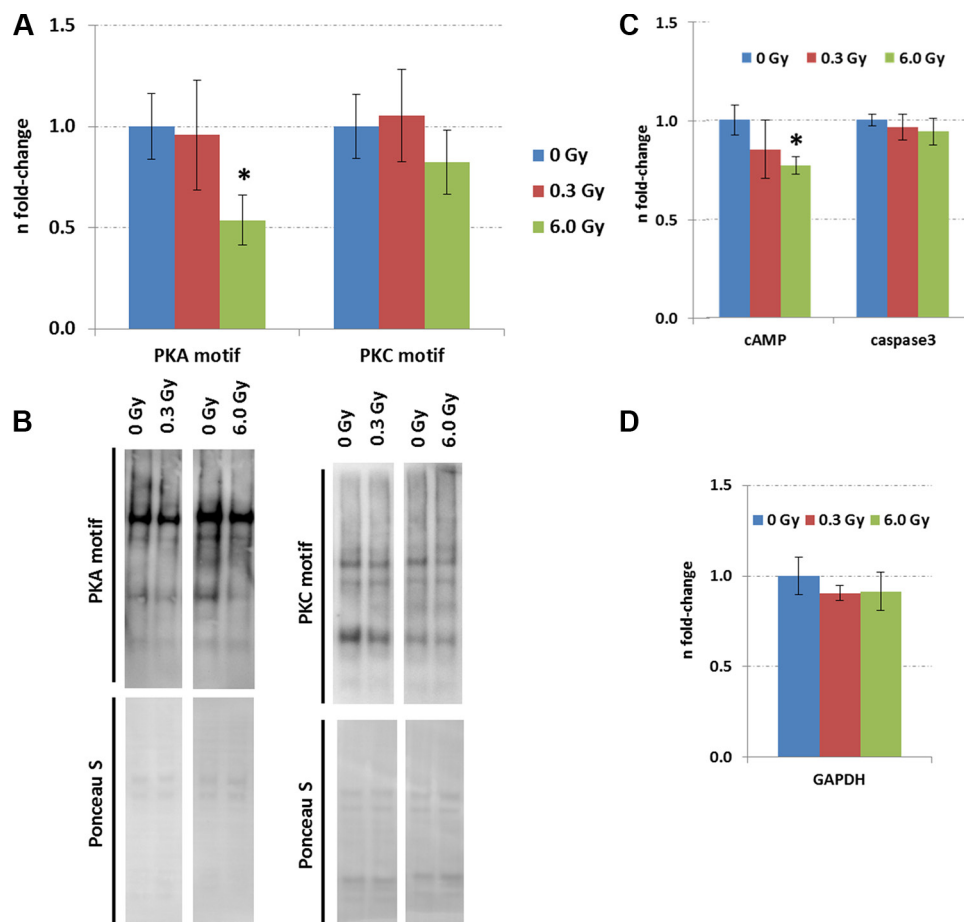 A
1.5
1.0
0.5
0.0
n fold-change
*
PKA motif PKC motif
0 Gy
0.3 Gy
6.0 Gy
B
0 Gy 0.3 Gy 0 Gy 6.0 Gy
PKA motif
Ponceau S
0 Gy 0.3 Gy 0 Gy 6.0 Gy
PKC motif
Ponceau S
C
1.5
1.0
0.5
0.0
n fold-change
0 Gy 0.3 Gy 6.0 Gy
*
cAMP caspase3
D
1.5
1.0
0.5
0.0
n fold-change
0 Gy 0.3 Gy 6.0 Gy
GAPDH